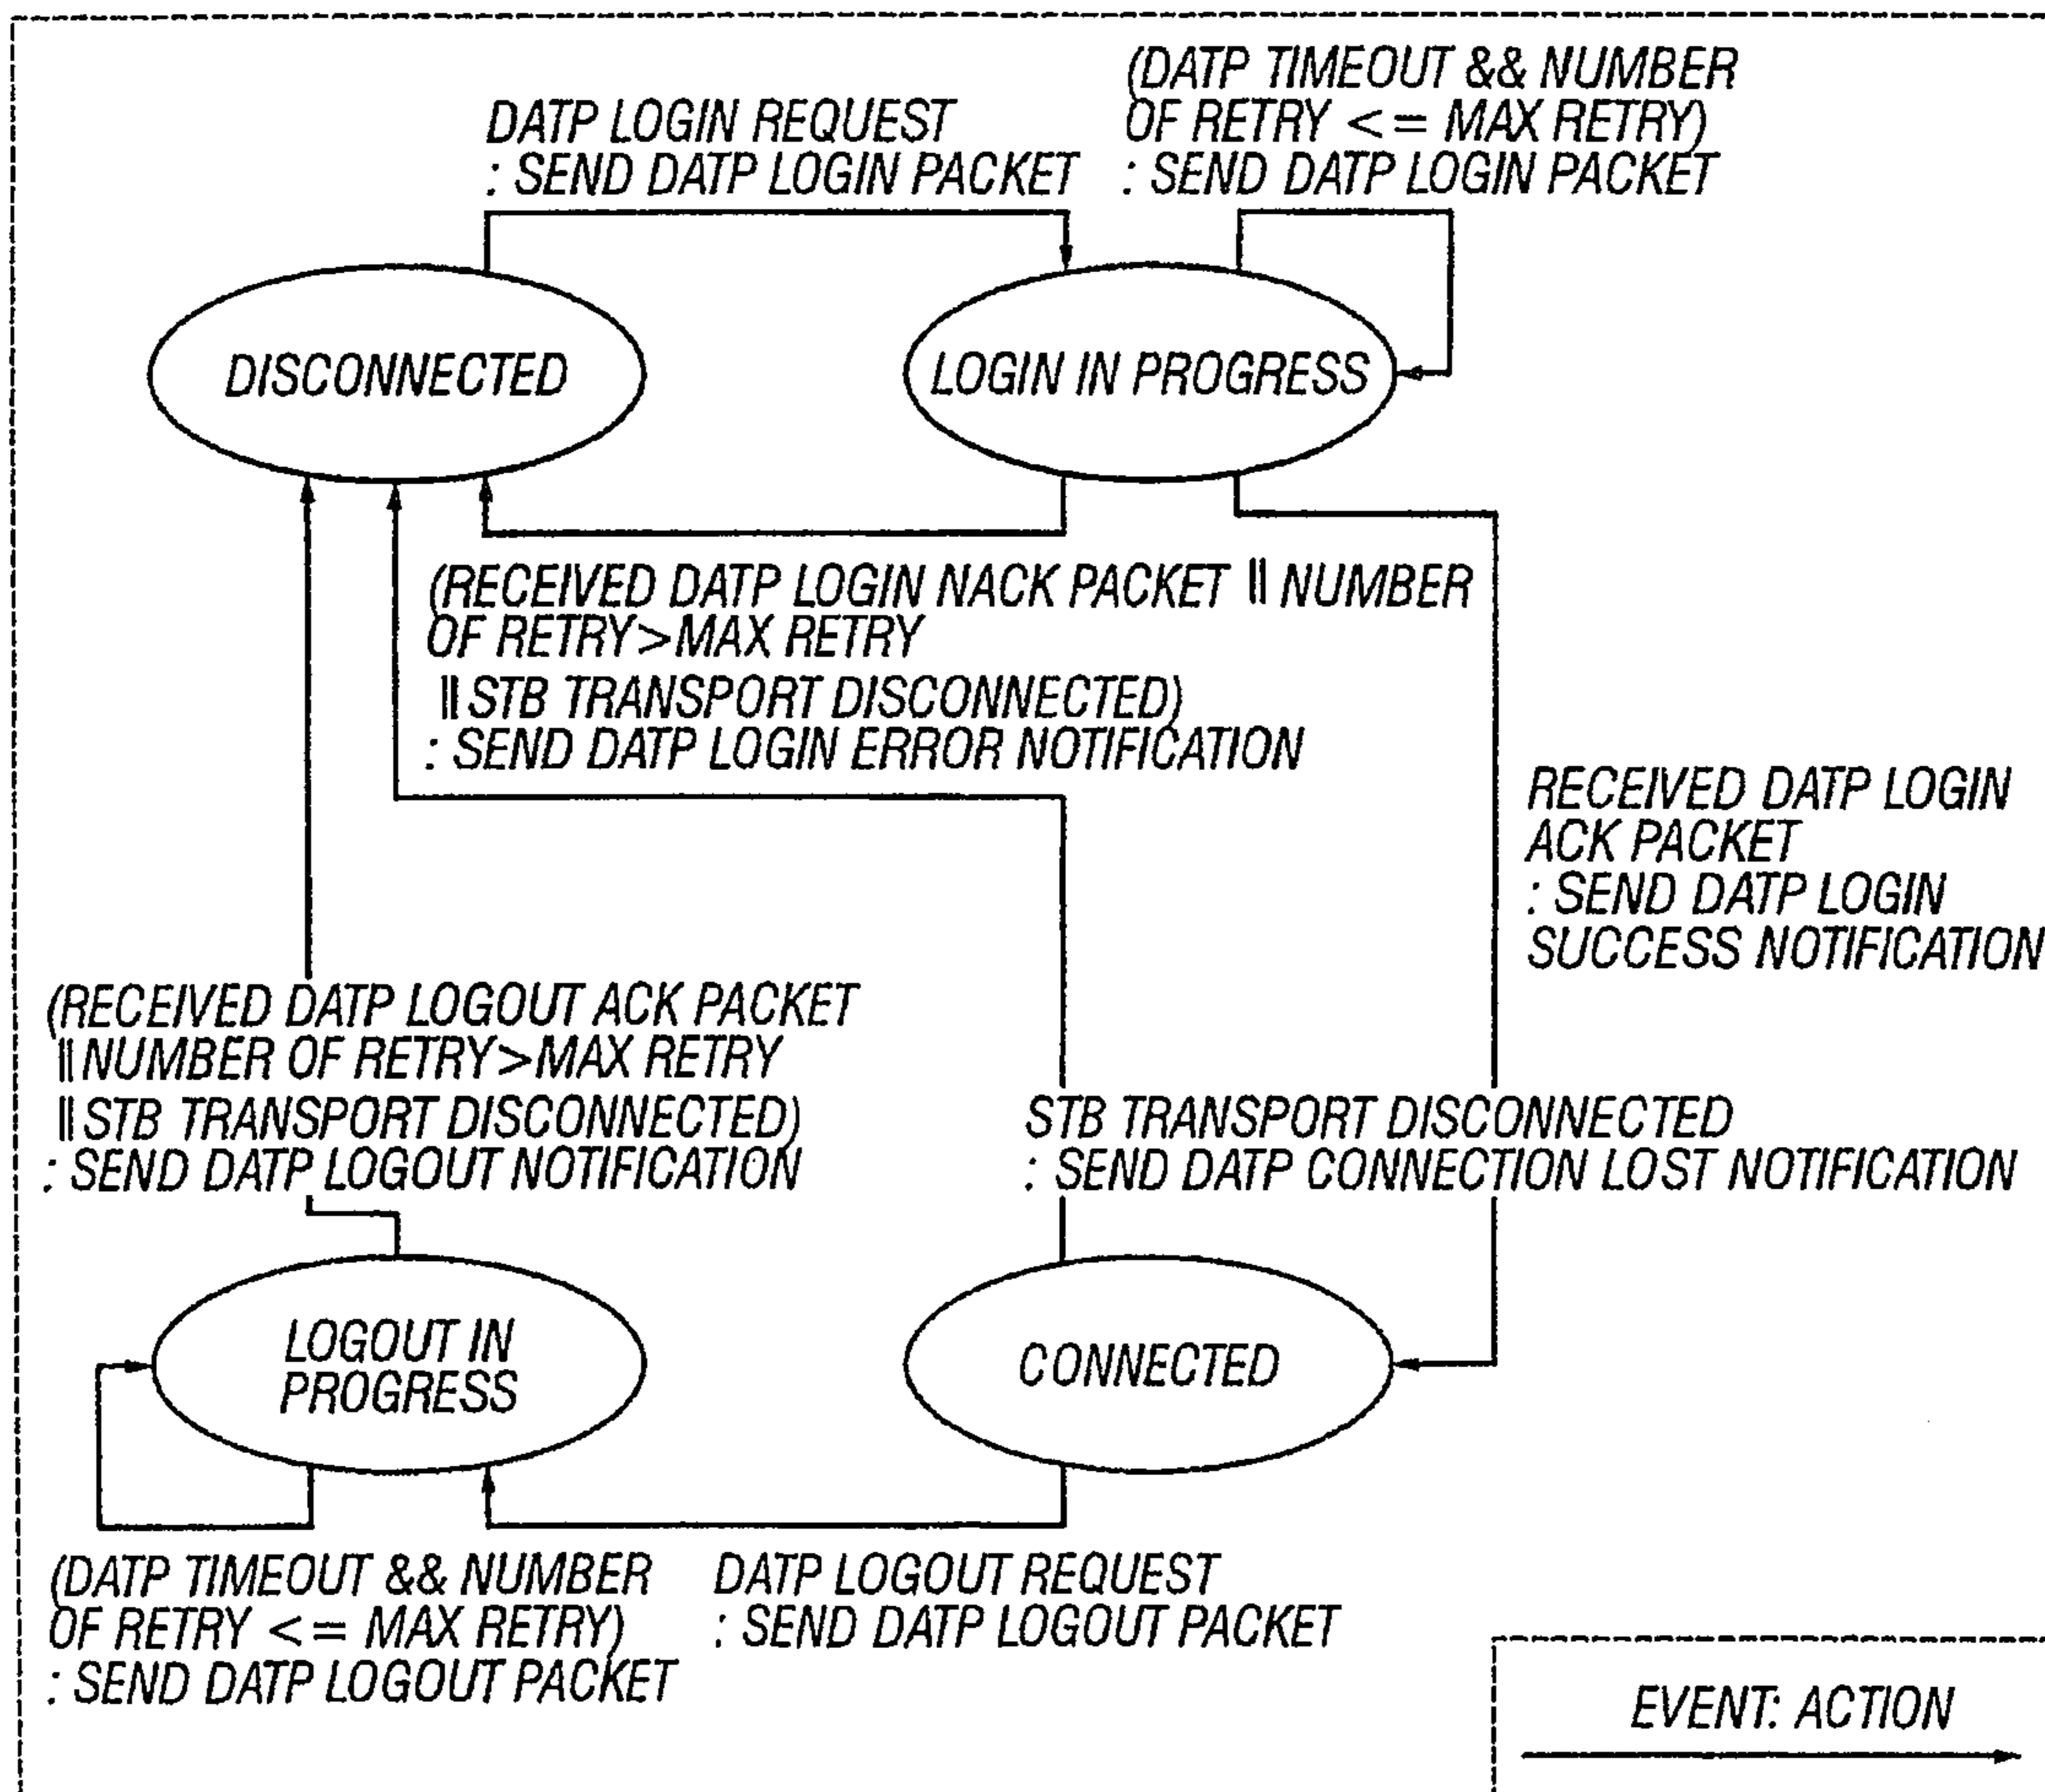 DATP LOGIN REQUEST
: SEND DATP LOGIN PACKET
(DATP TIMEOUT && NUMBER
OF RETRY <= MAX RETRY)
: SEND DATP LOGIN PACKET
DISCONNECTED
LOGIN IN PROGRESS
(RECEIVED DATP LOGIN NACK PACKET || NUMBER
OF RETRY>MAX RETRY
|| STB TRANSPORT DISCONNECTED)
: SEND DATP LOGIN ERROR NOTIFICATION
RECEIVED DATP LOGIN
ACK PACKET
: SEND DATP LOGIN
SUCCESS NOTIFICATION
(RECEIVED DATP LOGOUT ACK PACKET
|| NUMBER OF RETRY>MAX RETRY
|| STB TRANSPORT DISCONNECTED)
: SEND DATP LOGOUT NOTIFICATION
STB TRANSPORT DISCONNECTED
: SEND DATP CONNECTION LOST NOTIFICATION
LOGOUT IN
PROGRESS
CONNECTED
(DATP TIMEOUT && NUMBER
OF RETRY <= MAX RETRY)
: SEND DATP LOGOUT PACKET
DATP LOGOUT REQUEST
: SEND DATP LOGOUT PACKET
EVENT: ACTION